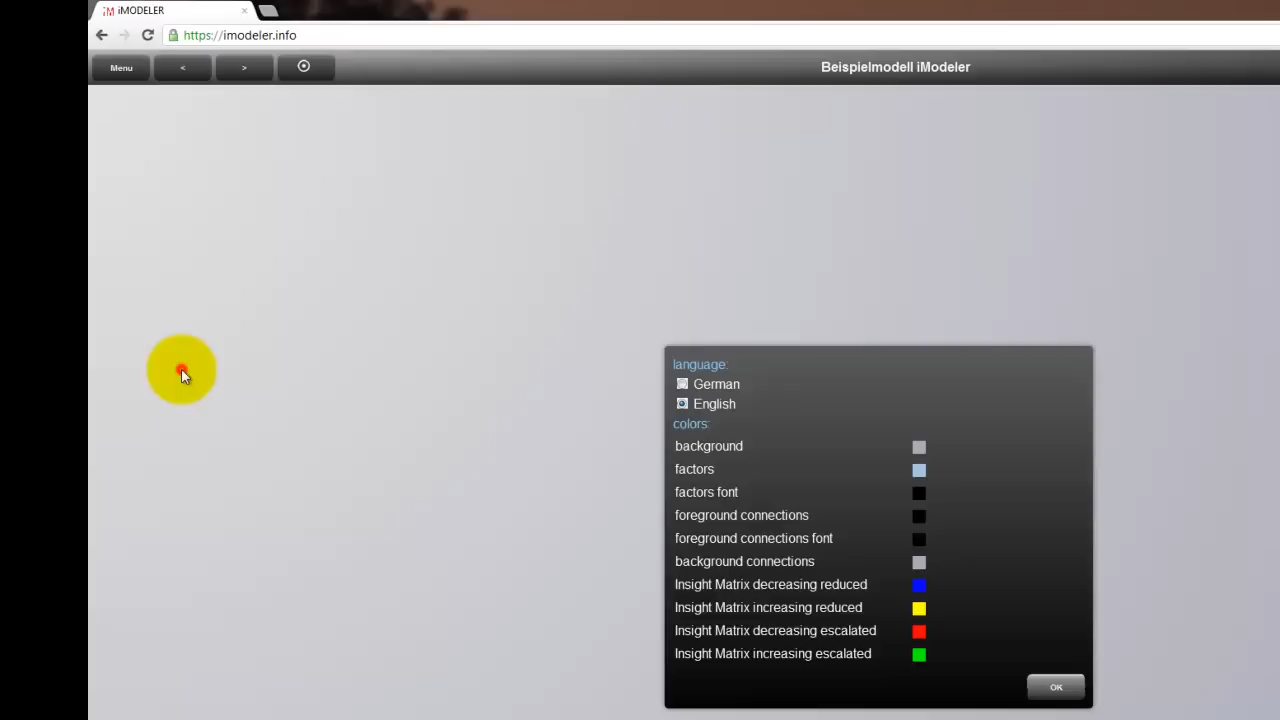 iMODELER
https://imodeler.info
Menu < > Beispielmodell iModeler
language:
German
English
colors:
background
factors
factors font
foreground connections
foreground connections font
background connections
Insight Matrix decreasing reduced
Insight Matrix increasing reduced
Insight Matrix decreasing escalated
Insight Matrix increasing escalated
OK